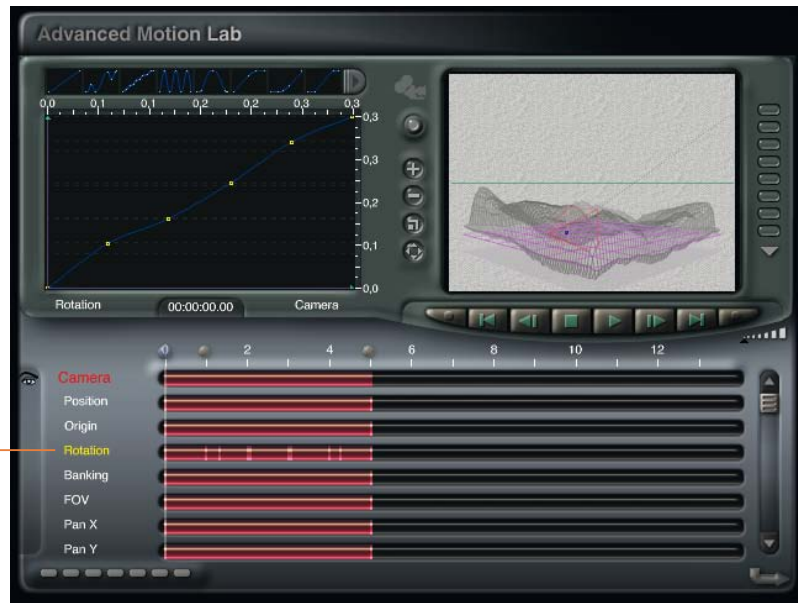 Advanced Motion Lab
0,0 0,1 0,1 0,2 0,2 0,3 0,3
0,3
0,3
0,2
0,1
0,0
Rotation 00:00:00.00 Camera
0 2 4 6 8 10 12
Camera
Position
Origin
Rotation
Banking
FOV
Pan X
Pan Y